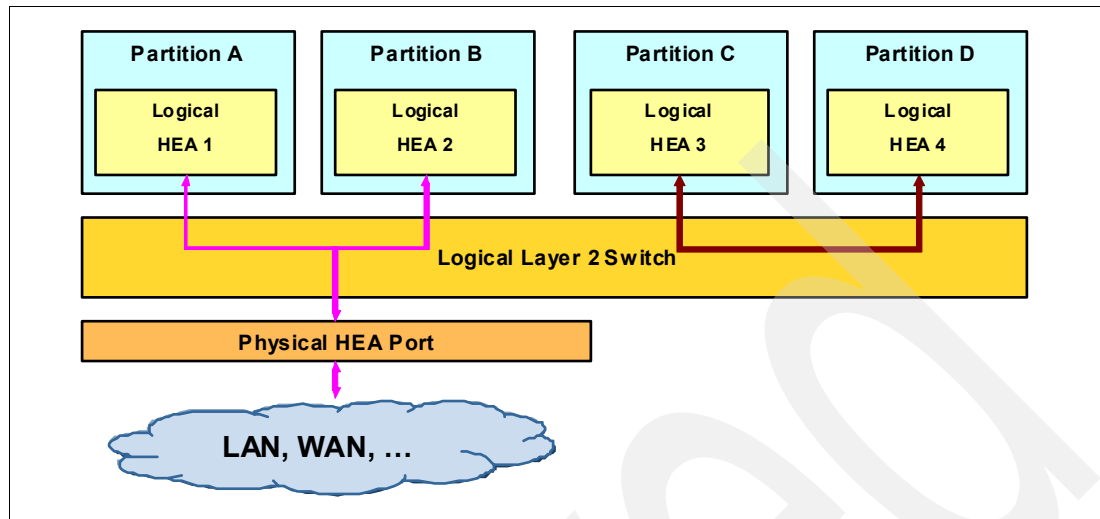 Partition A
Partition B
Partition C
Partition D
Logical
HEA 1
Logical
HEA 2
Logical
HEA 3
Logical
HEA 4
Logical Layer 2 Switch
Physical HEA Port
LAN, WAN, …